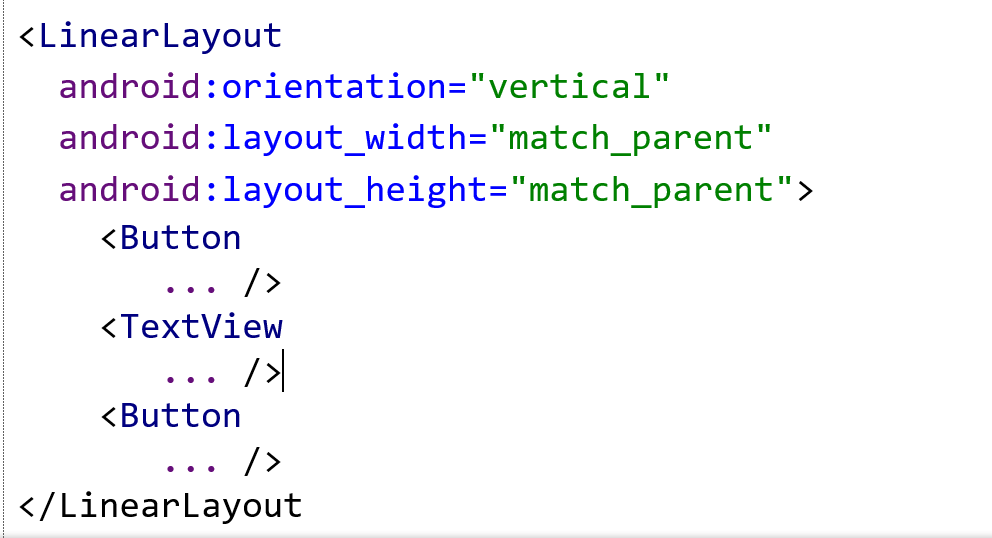 <LinearLayout
android:orientation="vertical"
android:layout_width="match_parent"
android:layout_height="match_parent">
<Button
... />
<TextView
... />
<Button
... />
</LinearLayout